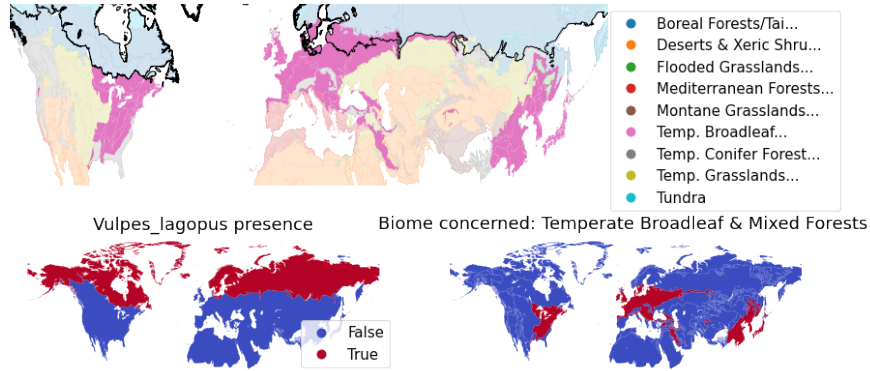 Boreal Forests/Tai...
Deserts & Xeric Shru...
Flooded Grasslands...
Mediterranean Forests...
Montane Grasslands...
Temp. Broadleaf...
Temp. Conifer Forest...
Temp. Grasslands...
Tundra
Vulpes_lagopus presence
Biome concerned: Temperate Broadleaf & Mixed Forests
False
True